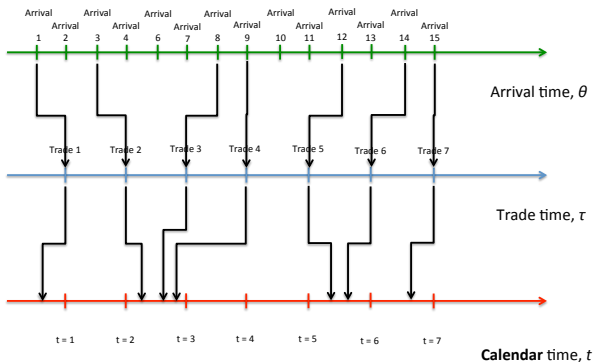 Arrival Arrival Arrival Arrival Arrival Arrival Arrival
Arrival Arrival Arrival Arrival Arrival Arrival Arrival
1 2 3 4 6 7 8 9 10 11 12 13 14 15
Arrival time, θ
Trade 1 Trade 2 Trade 3 Trade 4 Trade 5 Trade 6 Trade 7
Trade time, τ
t = 1 t = 2 t = 3 t = 4 t = 5 t = 6 t = 7
Calendar time, t